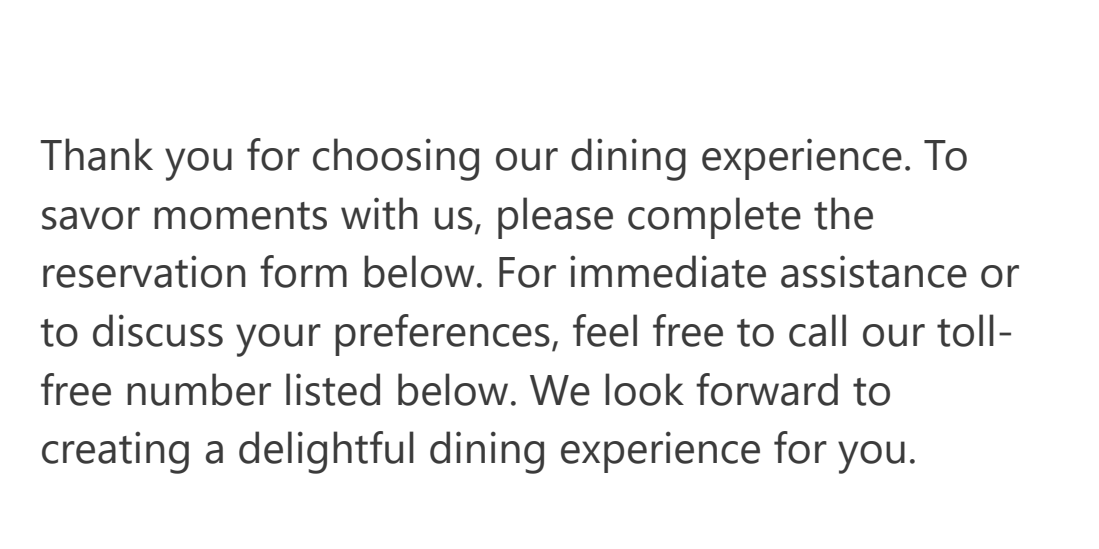 Thank you for choosing our dining experience. To
savor moments with us, please complete the
reservation form below. For immediate assistance or
to discuss your preferences, feel free to call our toll-
free number listed below. We look forward to
creating a delightful dining experience for you.